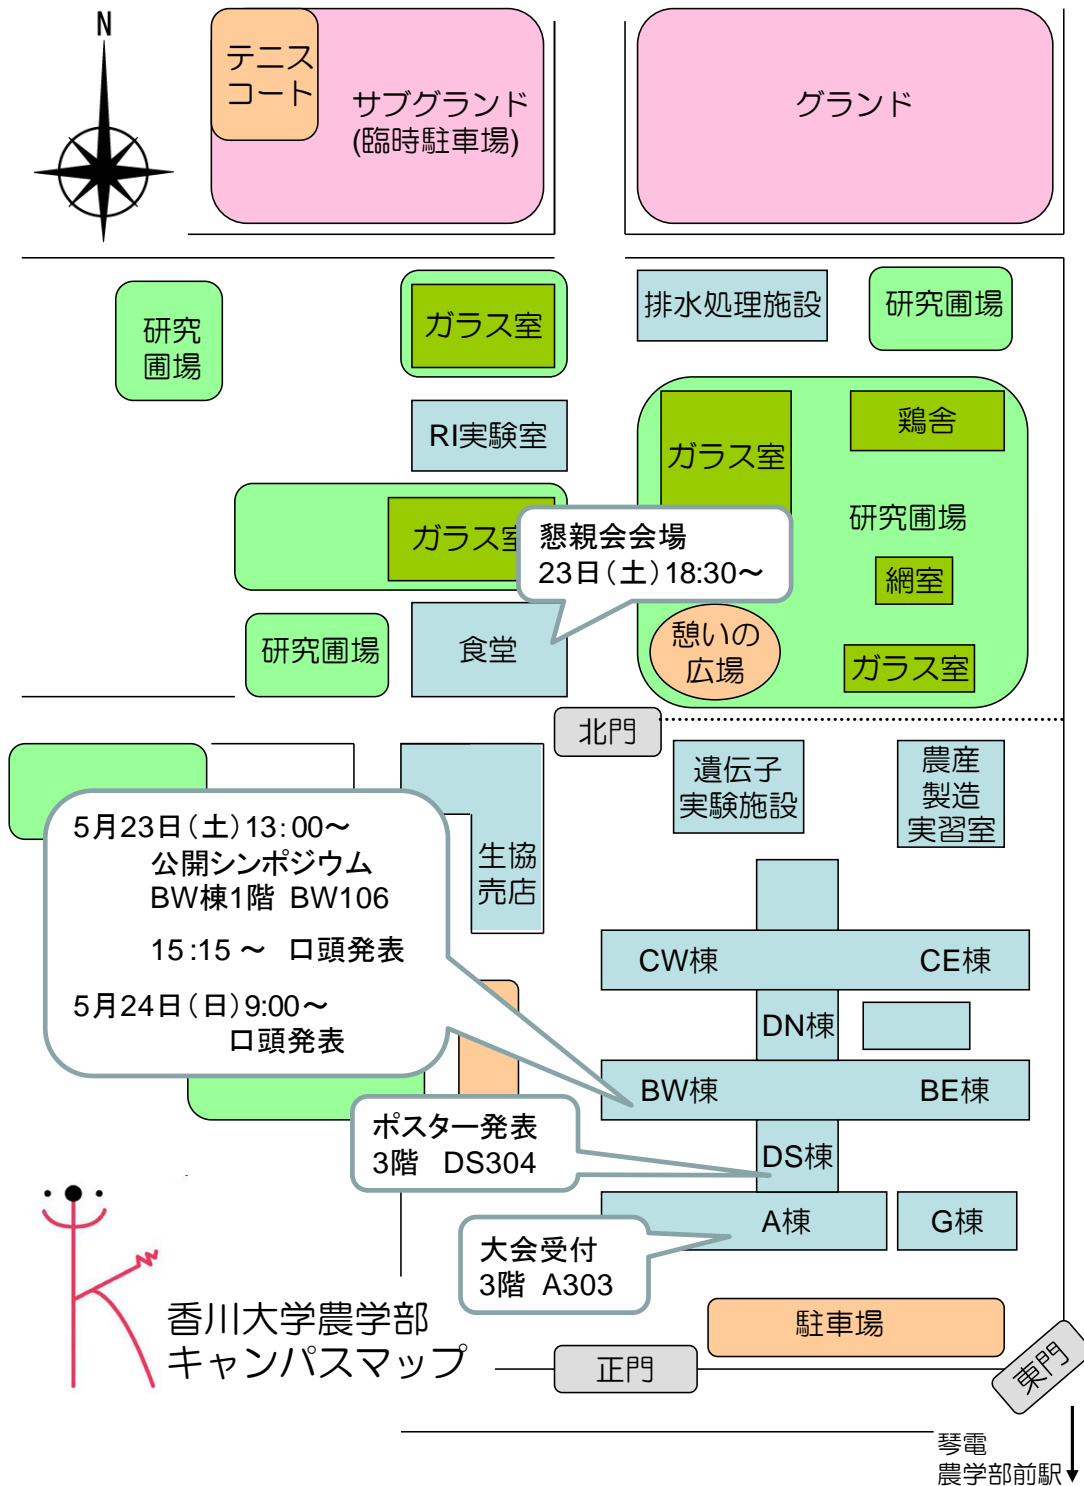 N
テニス
コート
サブグランド
(臨時駐車場)
グランド
研究
圃場
ガラス室
排水処理施設
研究圃場
RI実験室
ガラス室
鶏舎
研究圃場
ガラス室
懇親会会場
23日(土)18:30~
網室
研究圃場
食堂
憩いの
広場
ガラス室
北門
遺伝子
実験施設
農産
製造
実習室
生協
売店
5月23日(土)13:00~
公開シンポジウム
BW棟1階 BW106
15:15 ~ 口頭発表
5月24日(日)9:00~
口頭発表
CW棟
CE棟
DN棟
BW棟
BE棟
ポスター発表
3階 DS304
DS棟
A棟
G棟
大会受付
3階 A303
香川大学農学部
キャンパスマップ
駐車場
正門
東門
琴電
農学部前駅